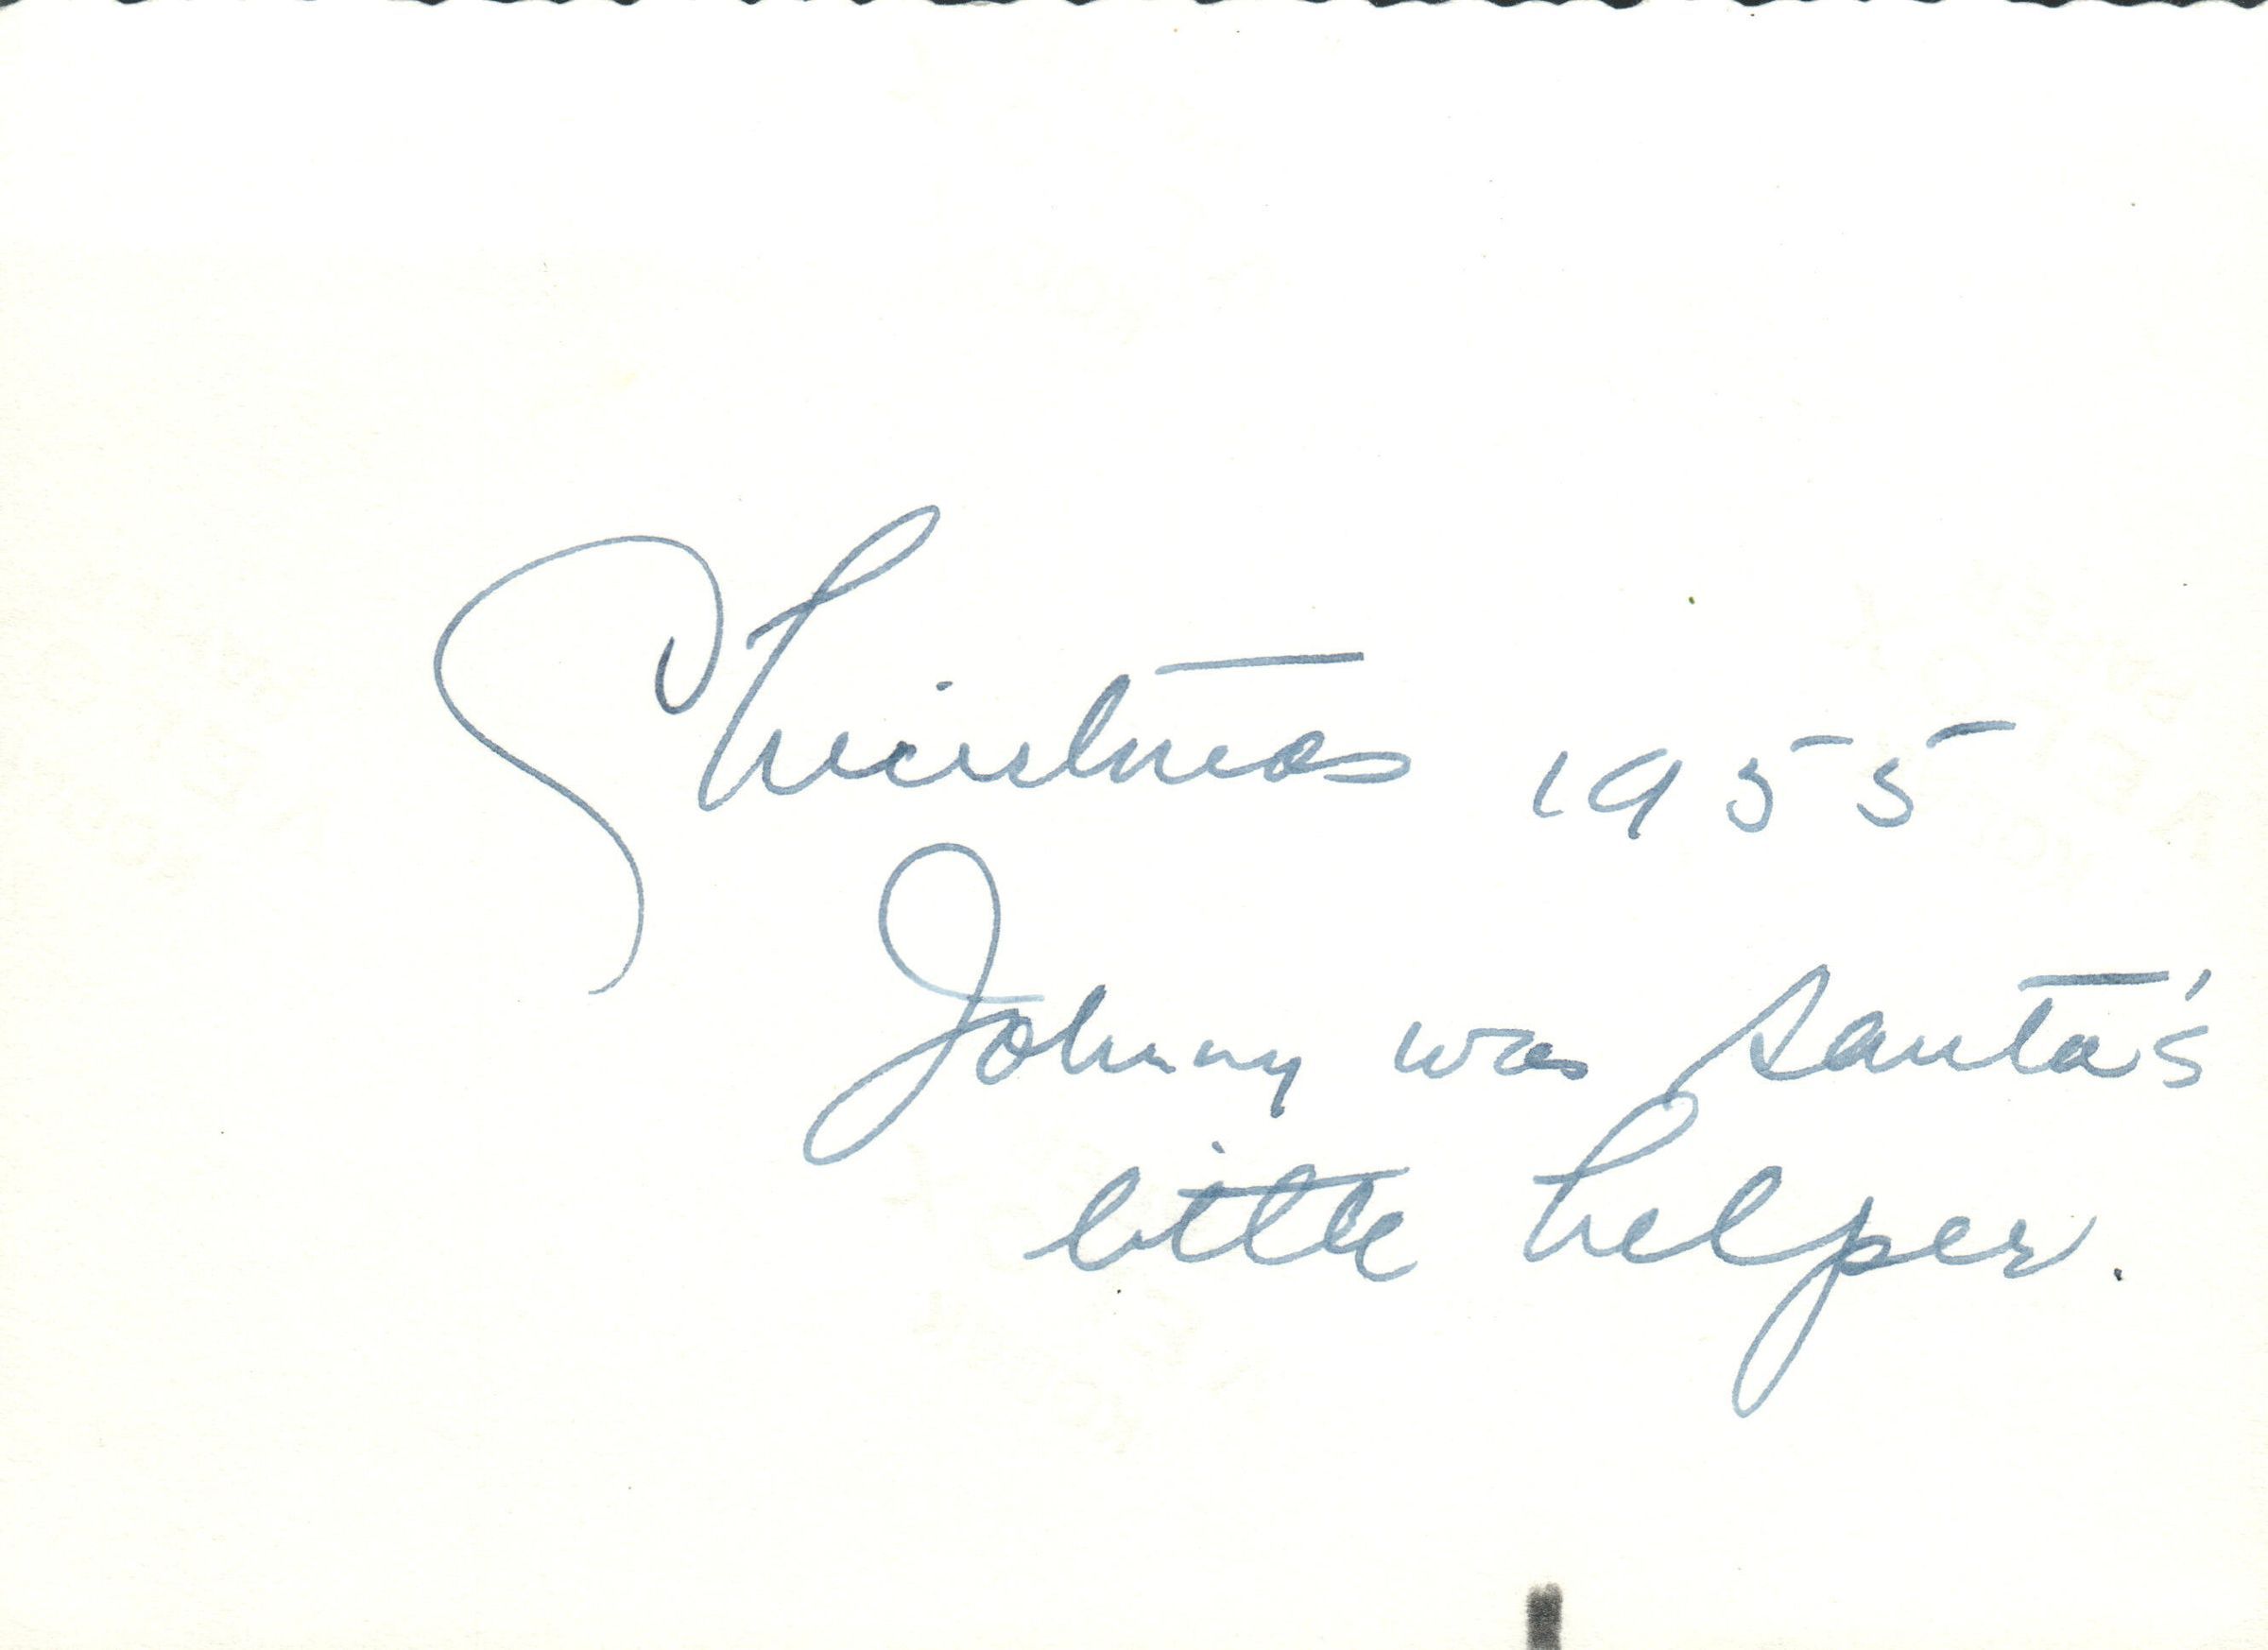 Christmas 1955
Johnny was Santa's
little helper.